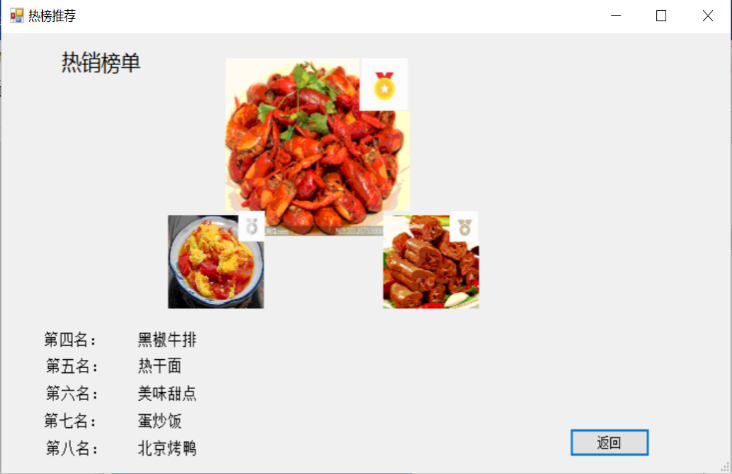 热榜推荐
热销榜单
第四名： 黑椒牛排
第五名： 热干面
第六名： 美味甜点
第七名： 蛋炒饭
第八名： 北京烤鸭
返回